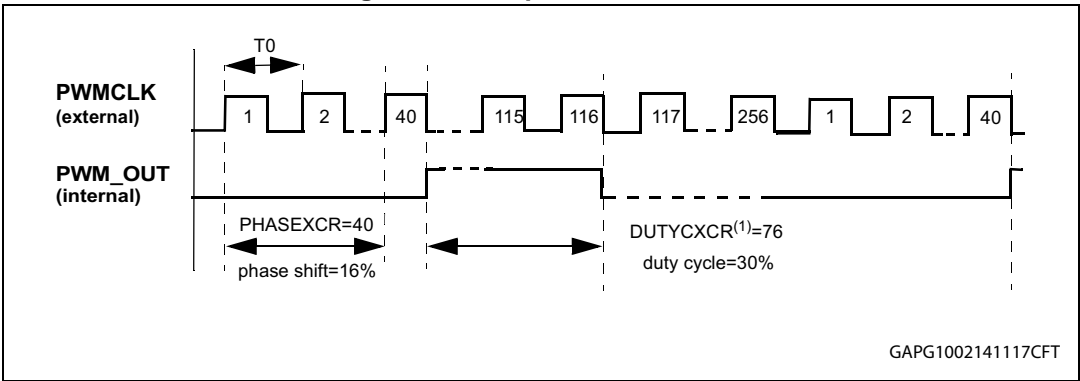 T0
PWMCLK
(external)
1 2 40 115 116 117 256 1 2 40
PWM_OUT
(internal)
PHASEXCR=40
phase shift=16%
DUTYCXCR(1)=76
duty cycle=30%
GAPG1002141117CFT